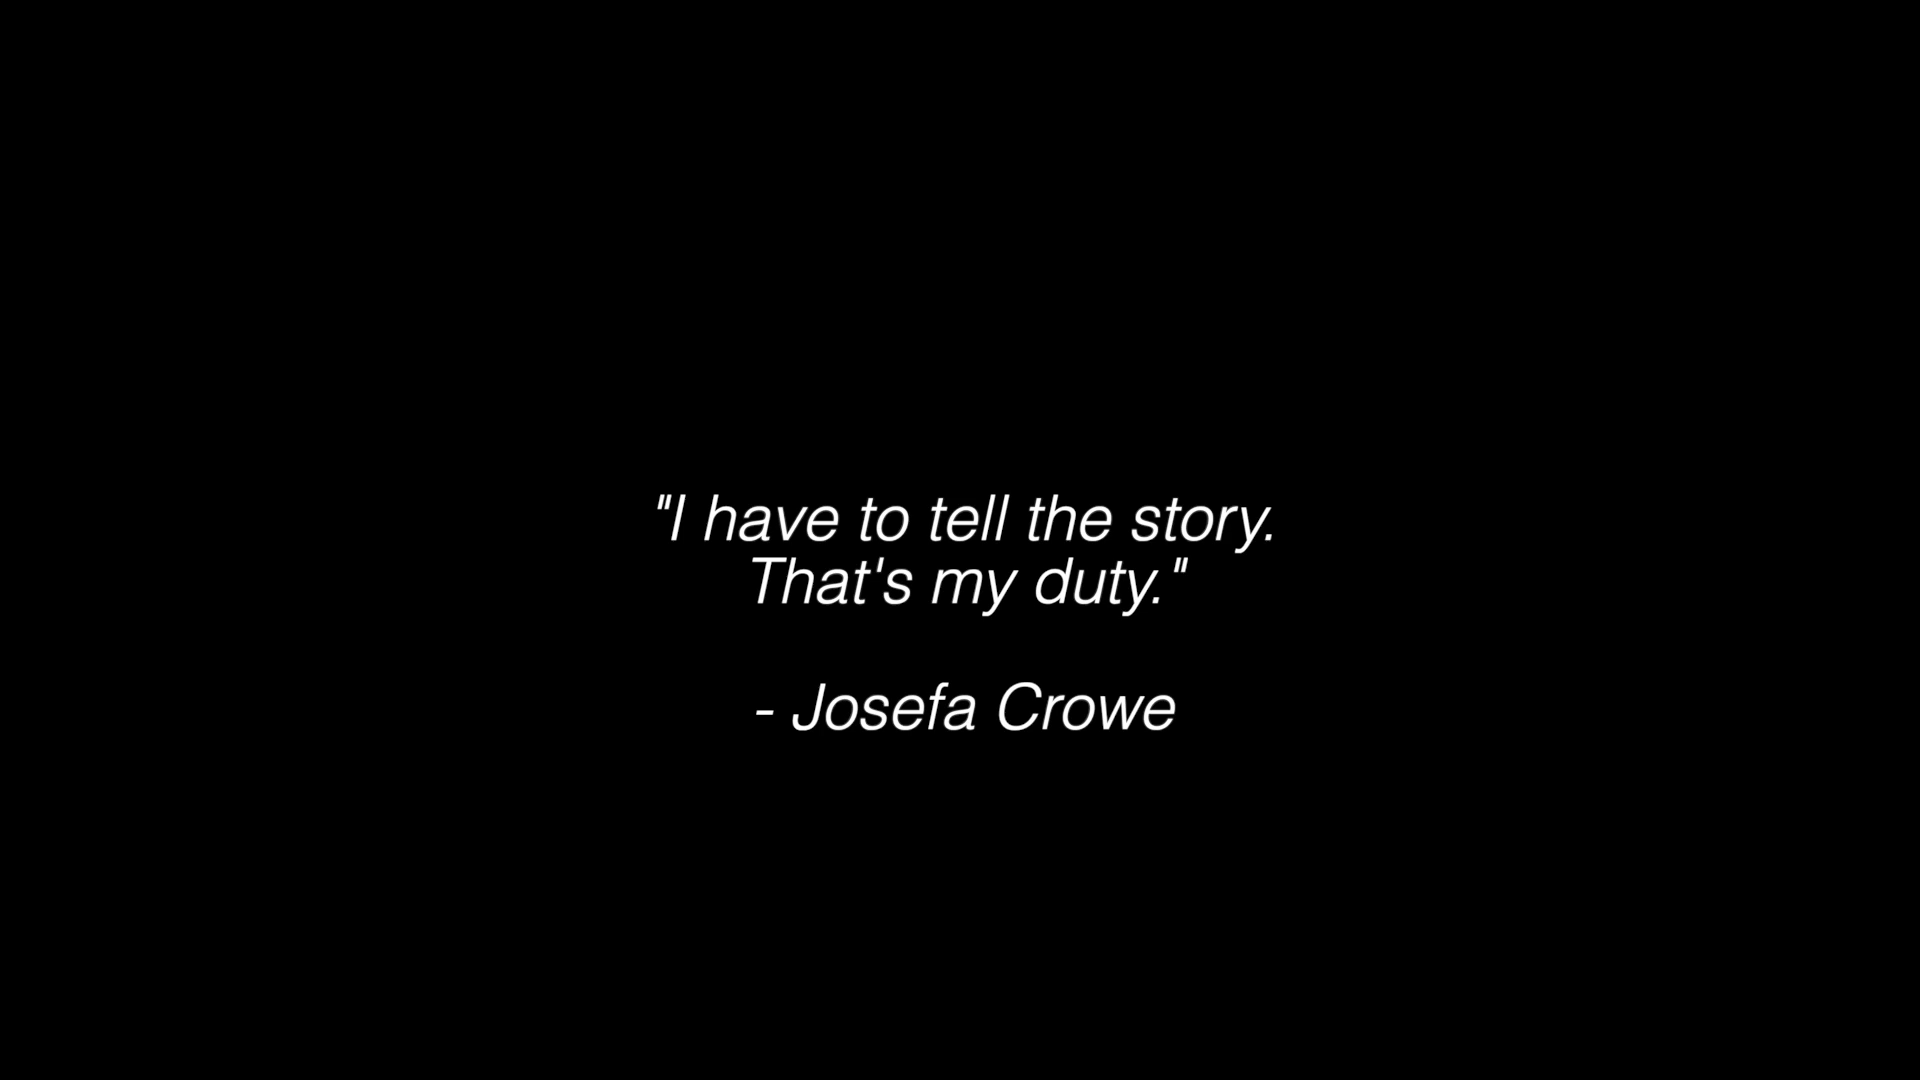 "I have to tell the story.
That's my duty."
- Josefa Crowe